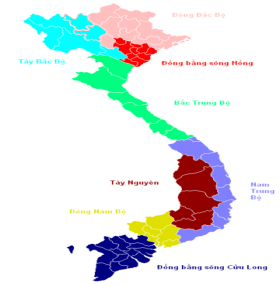 Đông Bắc Bộ
Tây Bắc Bộ
Đồng bằng sông Hồng
Bắc Trung Bộ
Tây Nguyên
Nam
Trung
Bộ
Đông Nam Bộ
Đồng bằng sông Cửu Long